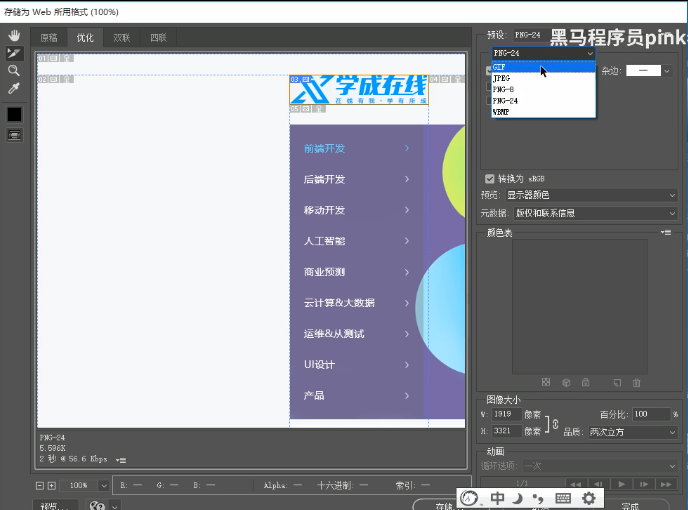 存储为 Web 所用格式 (100%)
原稿 优化 双联 四联
预设: PNG-24
黑马程序员pink
PNG-24
GIF
JPEG
PNG-8
PNG-24
WBMP
杂边:
01
02
03
04
05
学成在线
在线有我·学有所成
前端开发
后端开发
移动开发
人工智能
商业预测
云计算&大数据
运维&从测试
UI设计
产品
转换为 sRGB
预览: 显示器颜色
元数据: 版权和联系信息
颜色表
图像大小
W: 1919 像素 百分比: 100 %
H: 3321 像素 品质: 两次立方
动画
循环选项: 一次
1/1
PNG-24
5.596K
2 秒 @ 56.6 Kbps
100% R: — G: — B: — Alpha: — 十六进制: — 索引: —
预览... 存储 完成
中